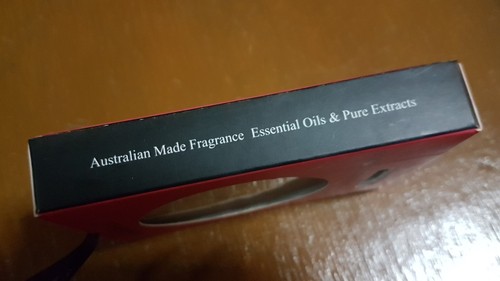 Australian Made Fragrance Essential Oils & Pure Extracts